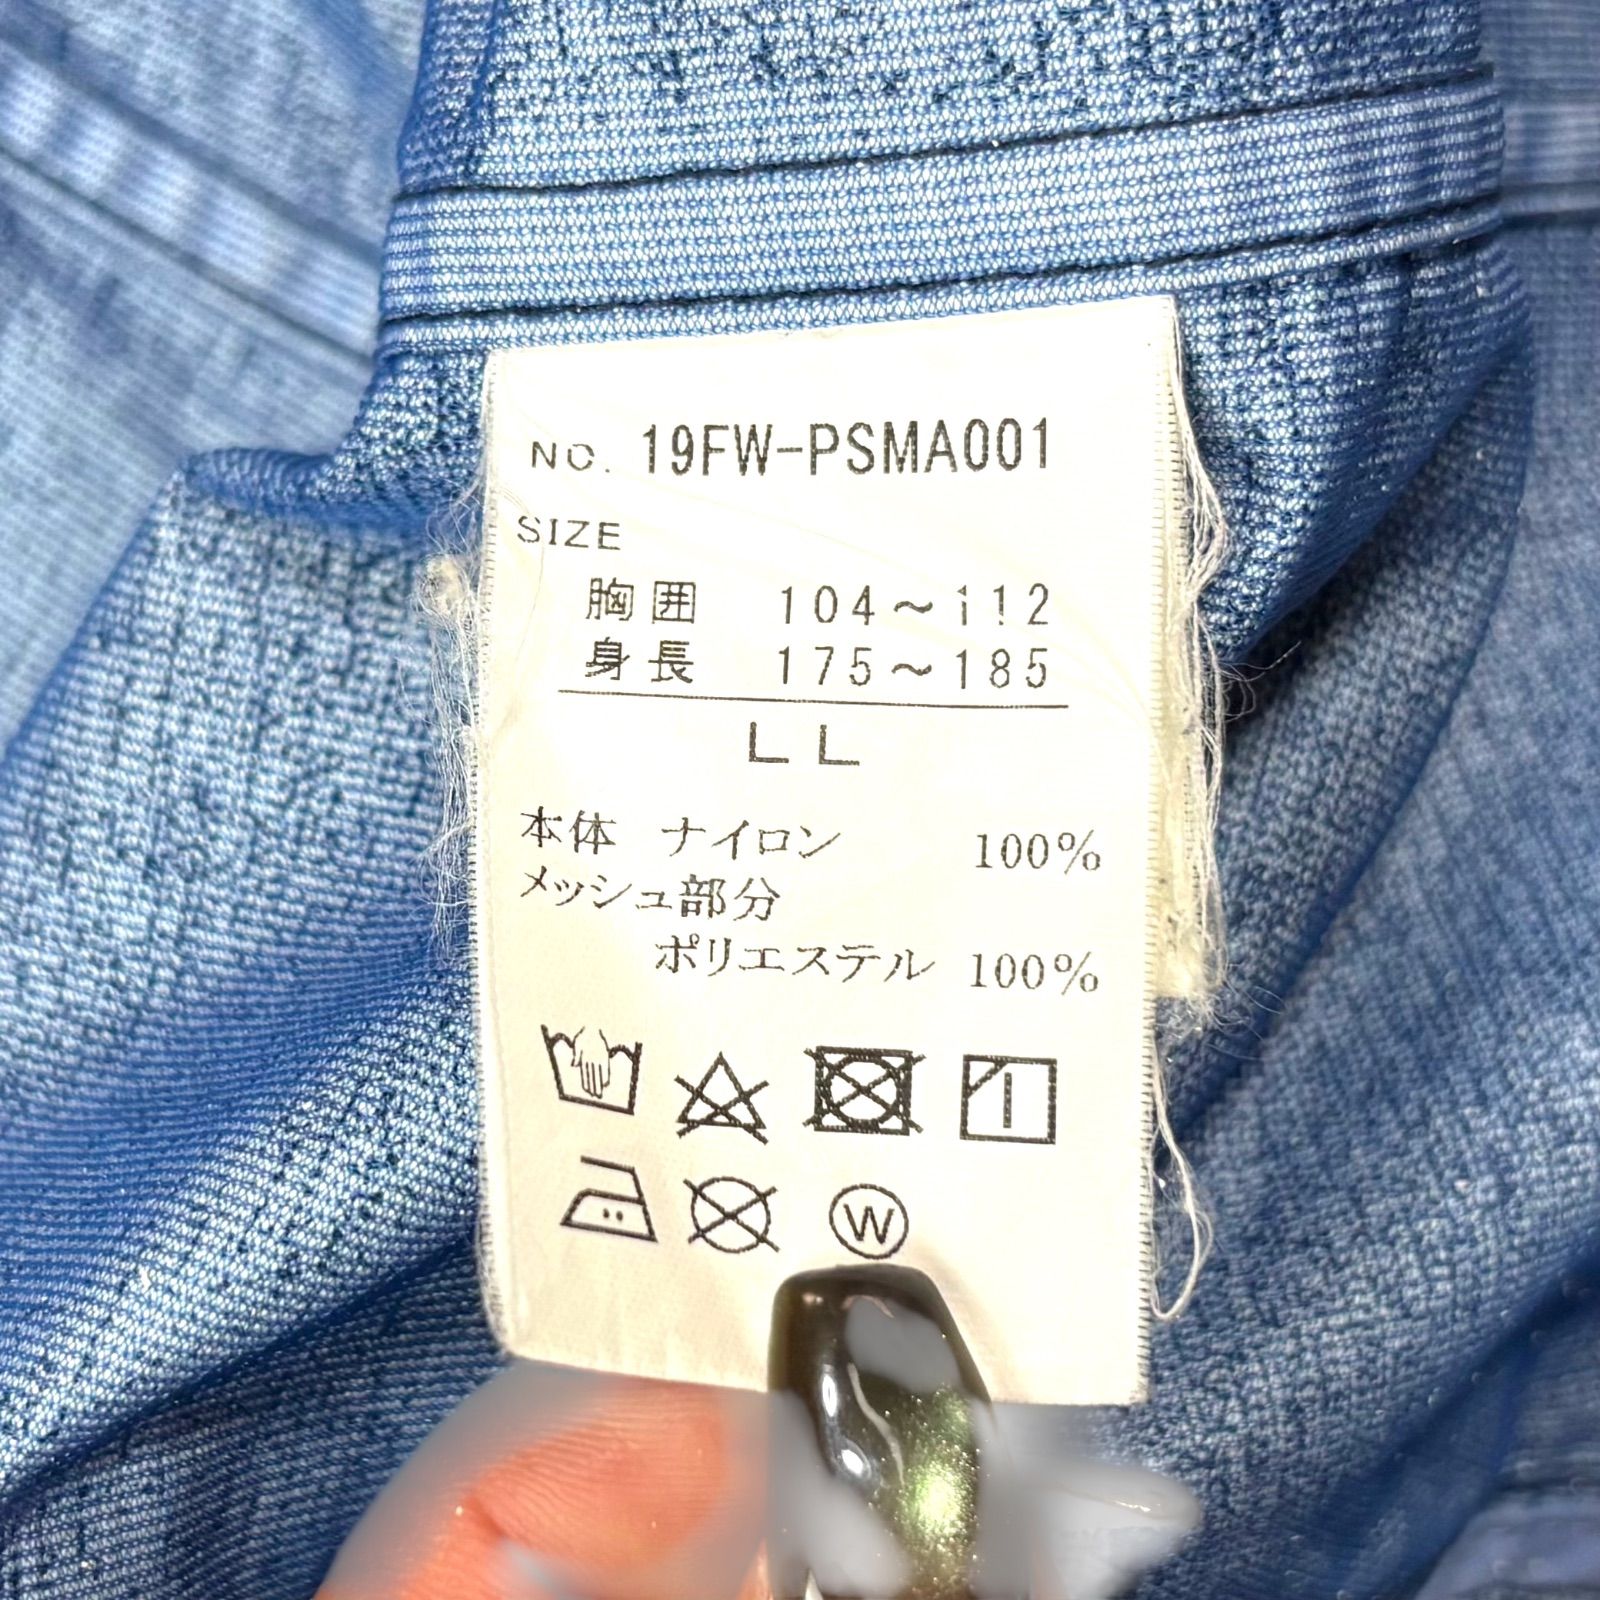 NO. 19FW-PSMA001
SIZE
胸囲 104～112
身長 175～185
LL
本体 ナイロン 100%
メッシュ部分
ポリエステル 100%
W